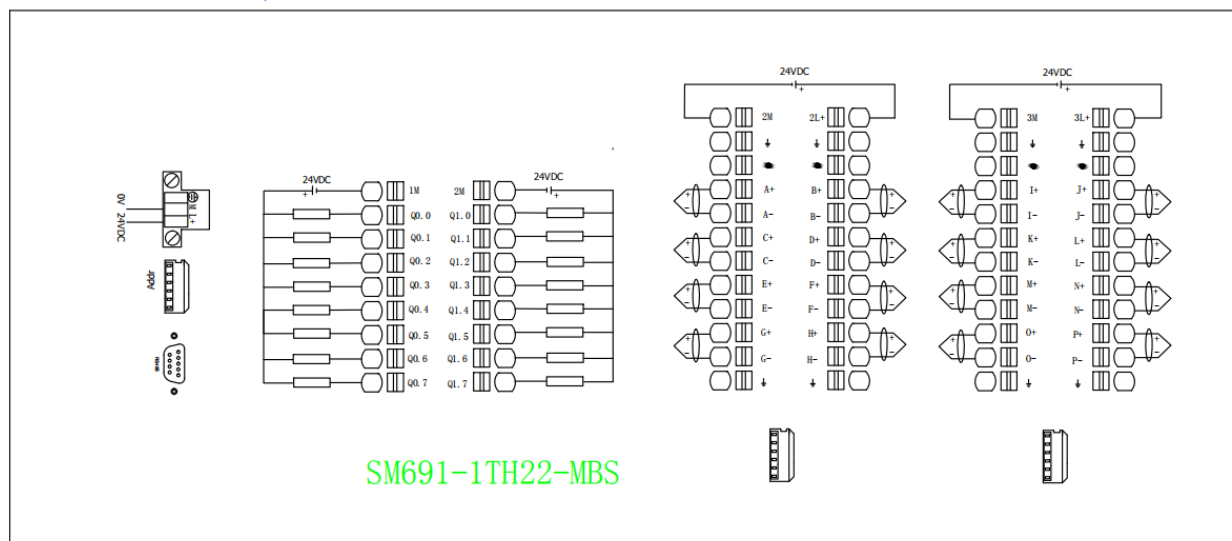 24VDC
24VDC
2M 2L+
3M 3L+
24VDC
24VDC
0V
24VDC
M L+
1M 2M
A+ B+
I+ J+
Q0.0 Q1.0
A- B-
I- J-
Q0.1 Q1.1
C+ D+
K+ L+
Q0.2 Q1.2
C- D-
K- L-
Addr
Q0.3 Q1.3
E+ F+
M+ N+
Q0.4 Q1.4
E- F-
M- N-
Q0.5 Q1.5
G+ H+
O+ P+
Q0.6 Q1.6
G- H-
O- P-
Q0.7 Q1.7
SM691-1TH22-MBS